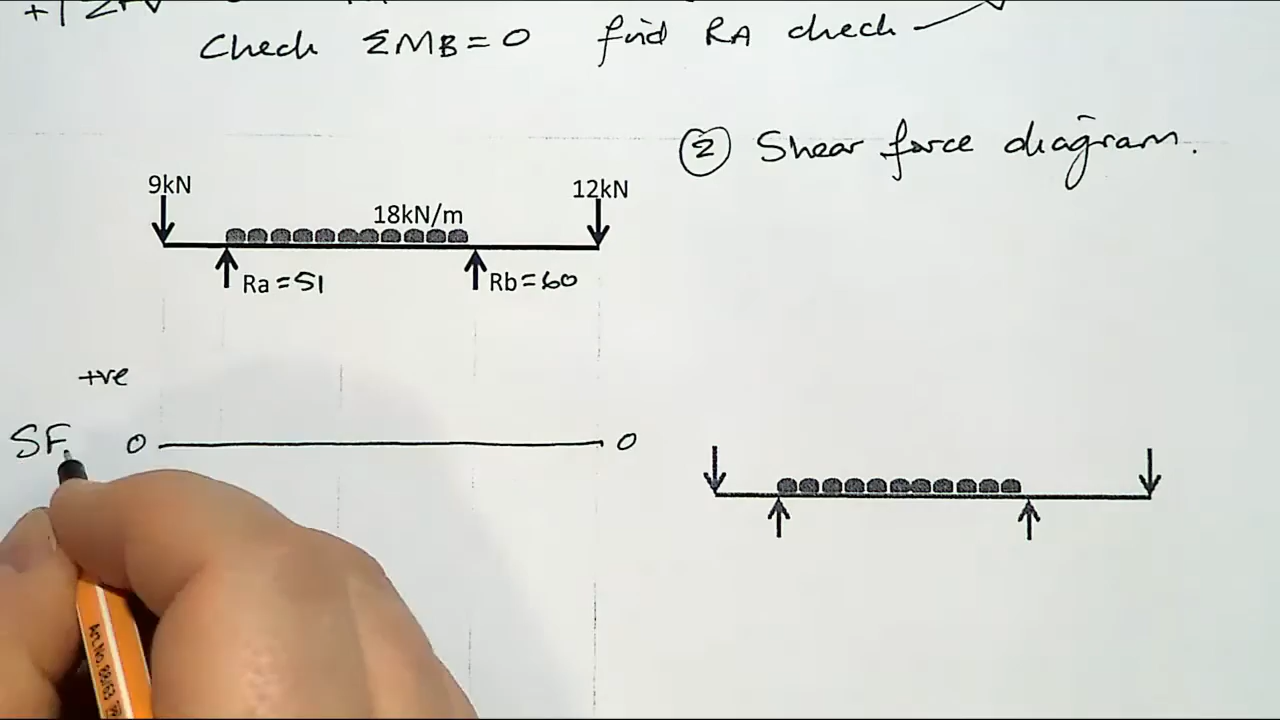 Check ΣMB = 0 find RA check
② Shear force diagram.
9kN
12kN
18kN/m
Ra = 51
Rb = 60
+ve
SF
0
0